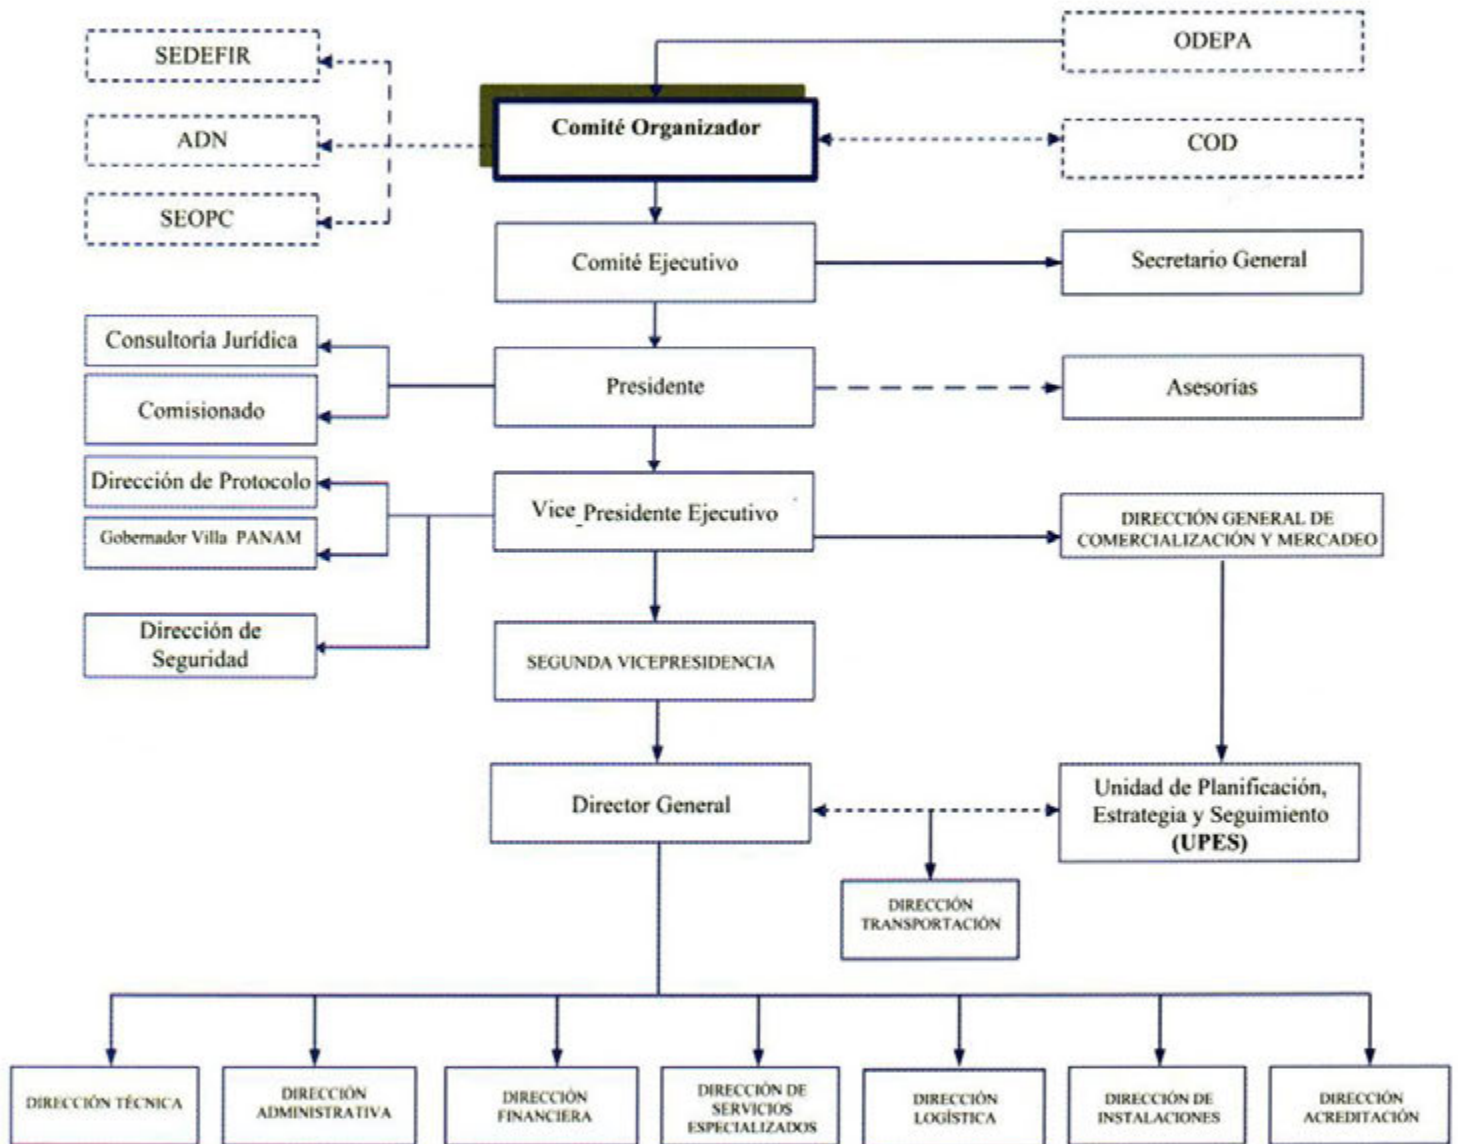 SEDEFIR
ODEPA
ADN
Comité Organizador
COD
SEOPC
Comité Ejecutivo
Secretario General
Consultoría Jurídica
Comisionado
Presidente
Asesorías
Dirección de Protocolo
Gobernador Villa PANAM
Vice_Presidente Ejecutivo
DIRECCIÓN GENERAL DE
COMERCIALIZACIÓN Y MERCADEO
Dirección de
Seguridad
SEGUNDA VICEPRESIDENCIA
Director General
Unidad de Planificación,
Estrategia y Seguimiento
(UPES)
DIRECCIÓN
TRANSPORTACIÓN
DIRECCIÓN TÉCNICA
DIRECCIÓN
ADMINISTRATIVA
DIRECCIÓN
FINANCIERA
DIRECCIÓN DE
SERVICIOS
ESPECIALIZADOS
DIRECCIÓN
LOGÍSTICA
DIRECCIÓN DE
INSTALACIONES
DIRECCIÓN
ACREDITACIÓN